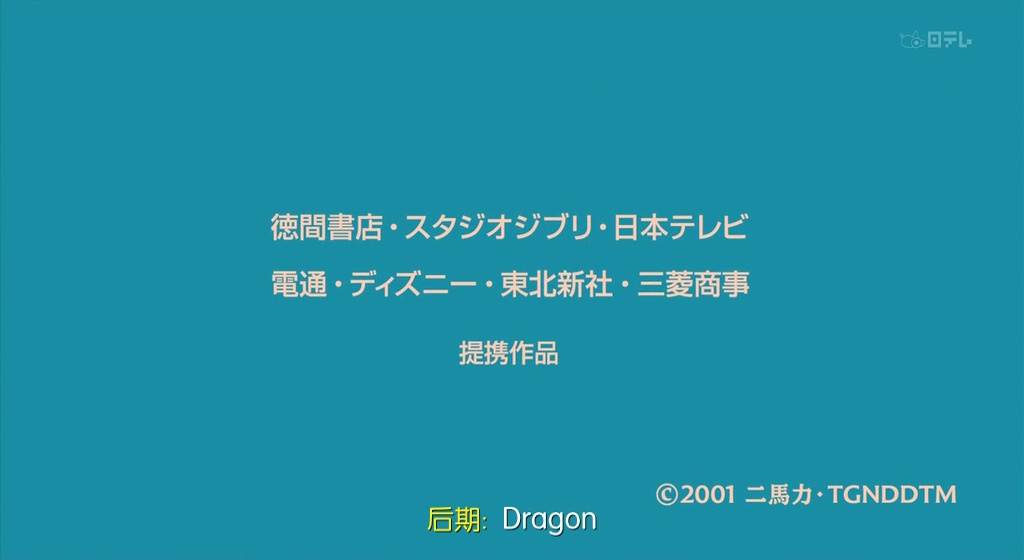 日テレ
徳間書店・スタジオジブリ・日本テレビ
電通・ディズニー・東北新社・三菱商事
提携作品
©2001 二馬力・TGNDDTM
后期: Dragon